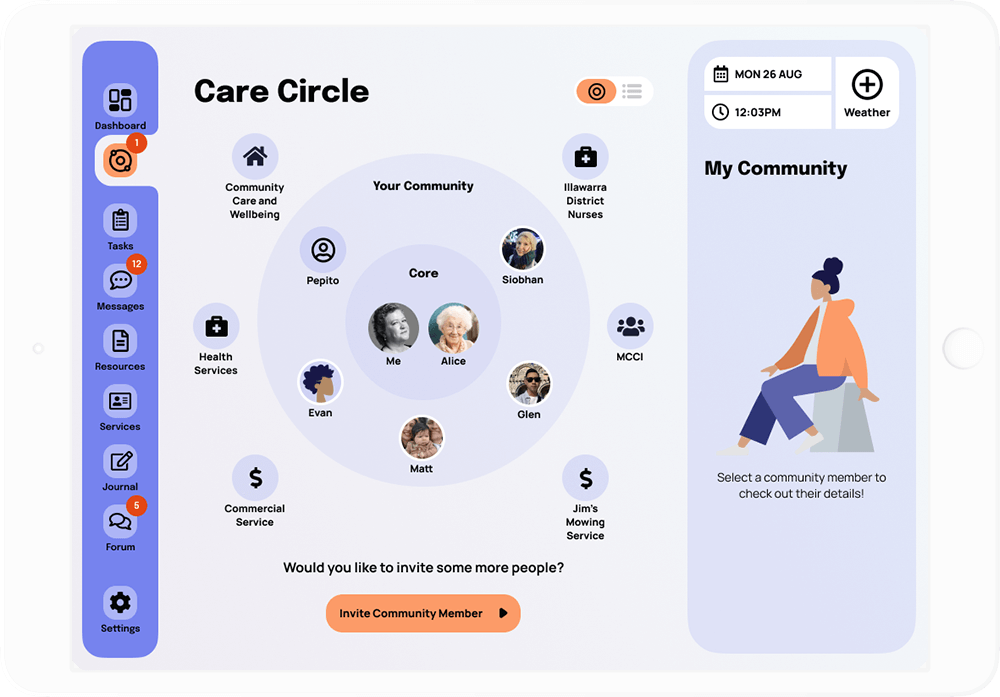 Dashboard
1
Tasks
12
Messages
Resources
Services
Journal
5
Forum
Settings
Care Circle
Community
Care and
Wellbeing
Your Community
Illawarra
District
Nurses
Pepito
Siobhan
Core
Me
Alice
Health
Services
MCCI
Evan
Glen
Matt
Commercial
Service
Jim's
Mowing
Service
Would you like to invite some more people?
Invite Community Member
MON 26 AUG
12:03PM
Weather
My Community
Select a community member to
check out their details!